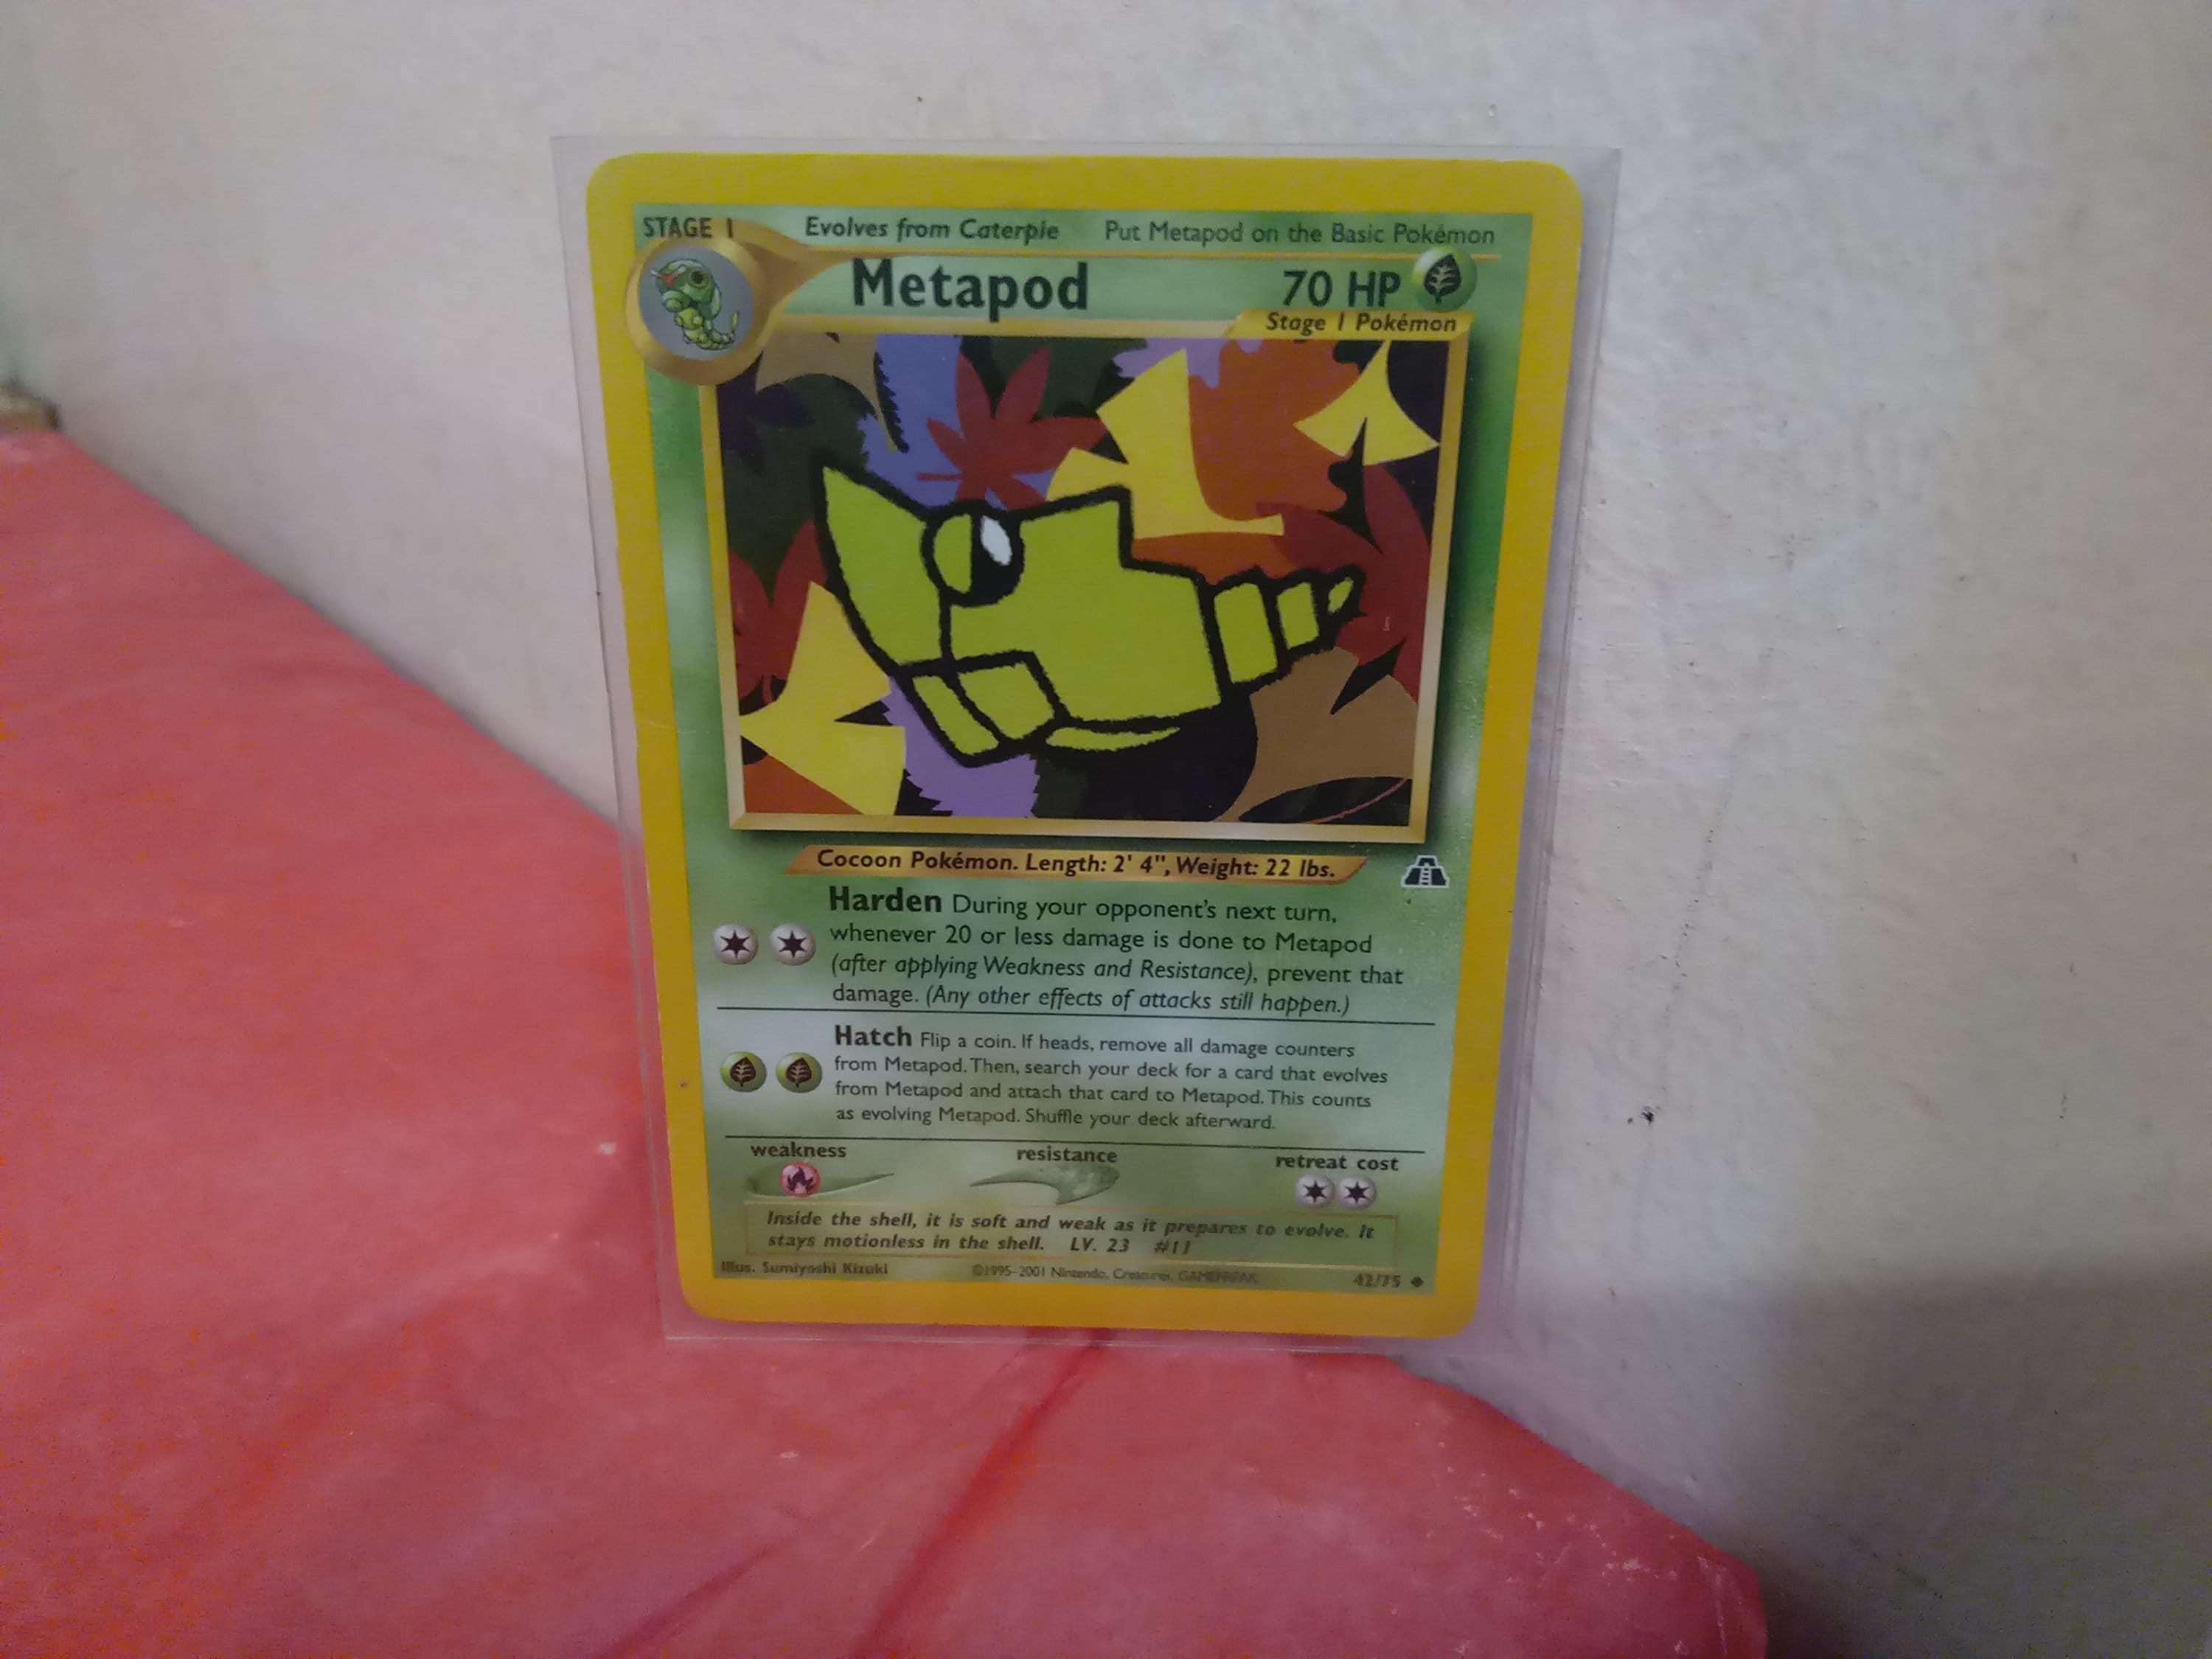 STAGE 1 Evolves from Caterpie Put Metapod on the Basic Pokémon
Metapod 70 HP
Stage 1 Pokémon
Cocoon Pokémon. Length: 2' 4", Weight: 22 lbs.
Harden During your opponent's next turn,
whenever 20 or less damage is done to Metapod
(after applying Weakness and Resistance), prevent that
damage. (Any other effects of attacks still happen.)
Hatch Flip a coin. If heads, remove all damage counters
from Metapod. Then, search your deck for a card that evolves
from Metapod and attach that card to Metapod. This counts
as evolving Metapod. Shuffle your deck afterward.
weakness resistance retreat cost
Inside the shell, it is soft and weak as it prepares to evolve. It
stays motionless in the shell. LV. 23 #11
Illus. Sumiyoshi Kizuki ©1995-2001 Nintendo, Creatures, GAMEFREAK 42/75